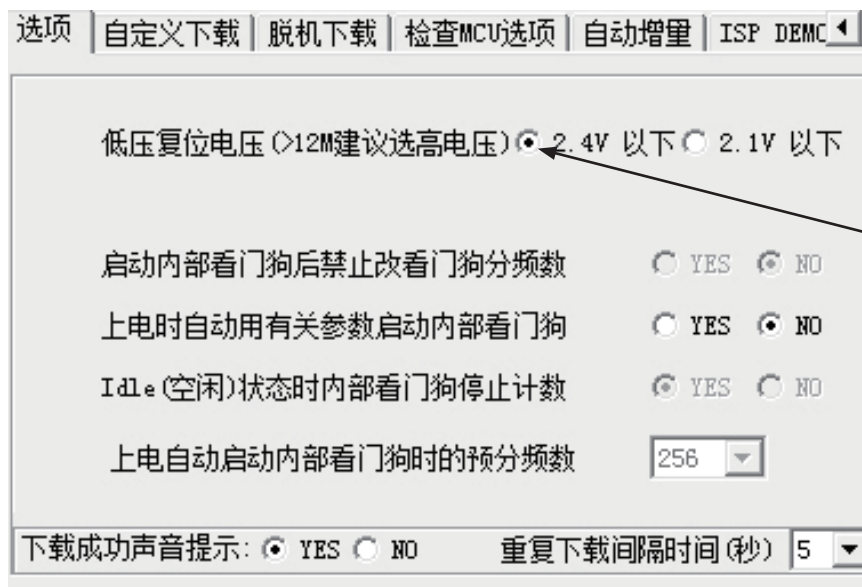 选项 自定义下载 脱机下载 检查MCU选项 自动增量 ISP DEMO
低压复位电压(>12M建议选高电压) 2.4V 以下 2.1V 以下
启动内部看门狗后禁止改看门狗分频数 YES NO
上电时自动用有关参数启动内部看门狗 YES NO
Idle(空闲)状态时内部看门狗停止计数 YES NO
上电自动启动内部看门狗时的预分频数 256
下载成功声音提示: YES NO 重复下载间隔时间(秒) 5